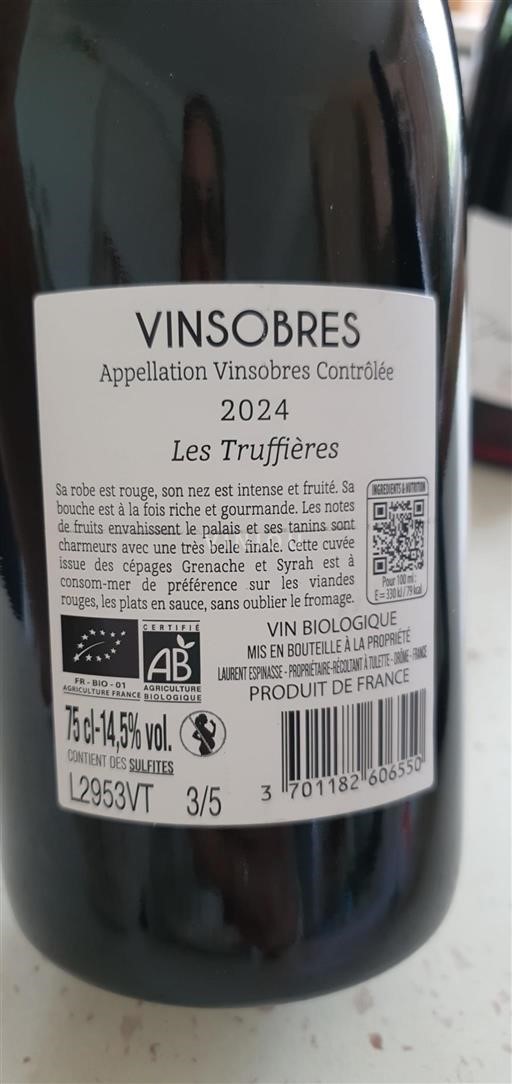 VINSOBRES
Appellation Vinsobres Contrôlée
2024
Les Truffières
Sa robe est rouge, son nez est intense et fruité. Sa
bouche est à la fois riche et gourmande. Les notes
de fruits envahissent le palais et ses tanins sont
charmeurs avec une très belle finale. Cette cuvée
issue des cépages Grenache et Syrah est à
consom-mer de préférence sur les viandes
rouges, les plats en sauce, sans oublier le fromage.
INGREDIENTS & NUTRITION
Pour 100 ml :
E = 330 kJ / 79 kcal
FR - BIO - 01
AGRICULTURE FRANCE
CERTIFIÉ
AB
AGRICULTURE
BIOLOGIQUE
VIN BIOLOGIQUE
MIS EN BOUTEILLE À LA PROPRIÉTÉ
LAURENT ESPINASSE - PROPRIÉTAIRE-RÉCOLTANT À TULETTE - DRÔME - FRANCE
PRODUIT DE FRANCE
75 cl-14,5% vol.
CONTIENT DES SULFITES
L2953VT 3/5
3 701182 606550